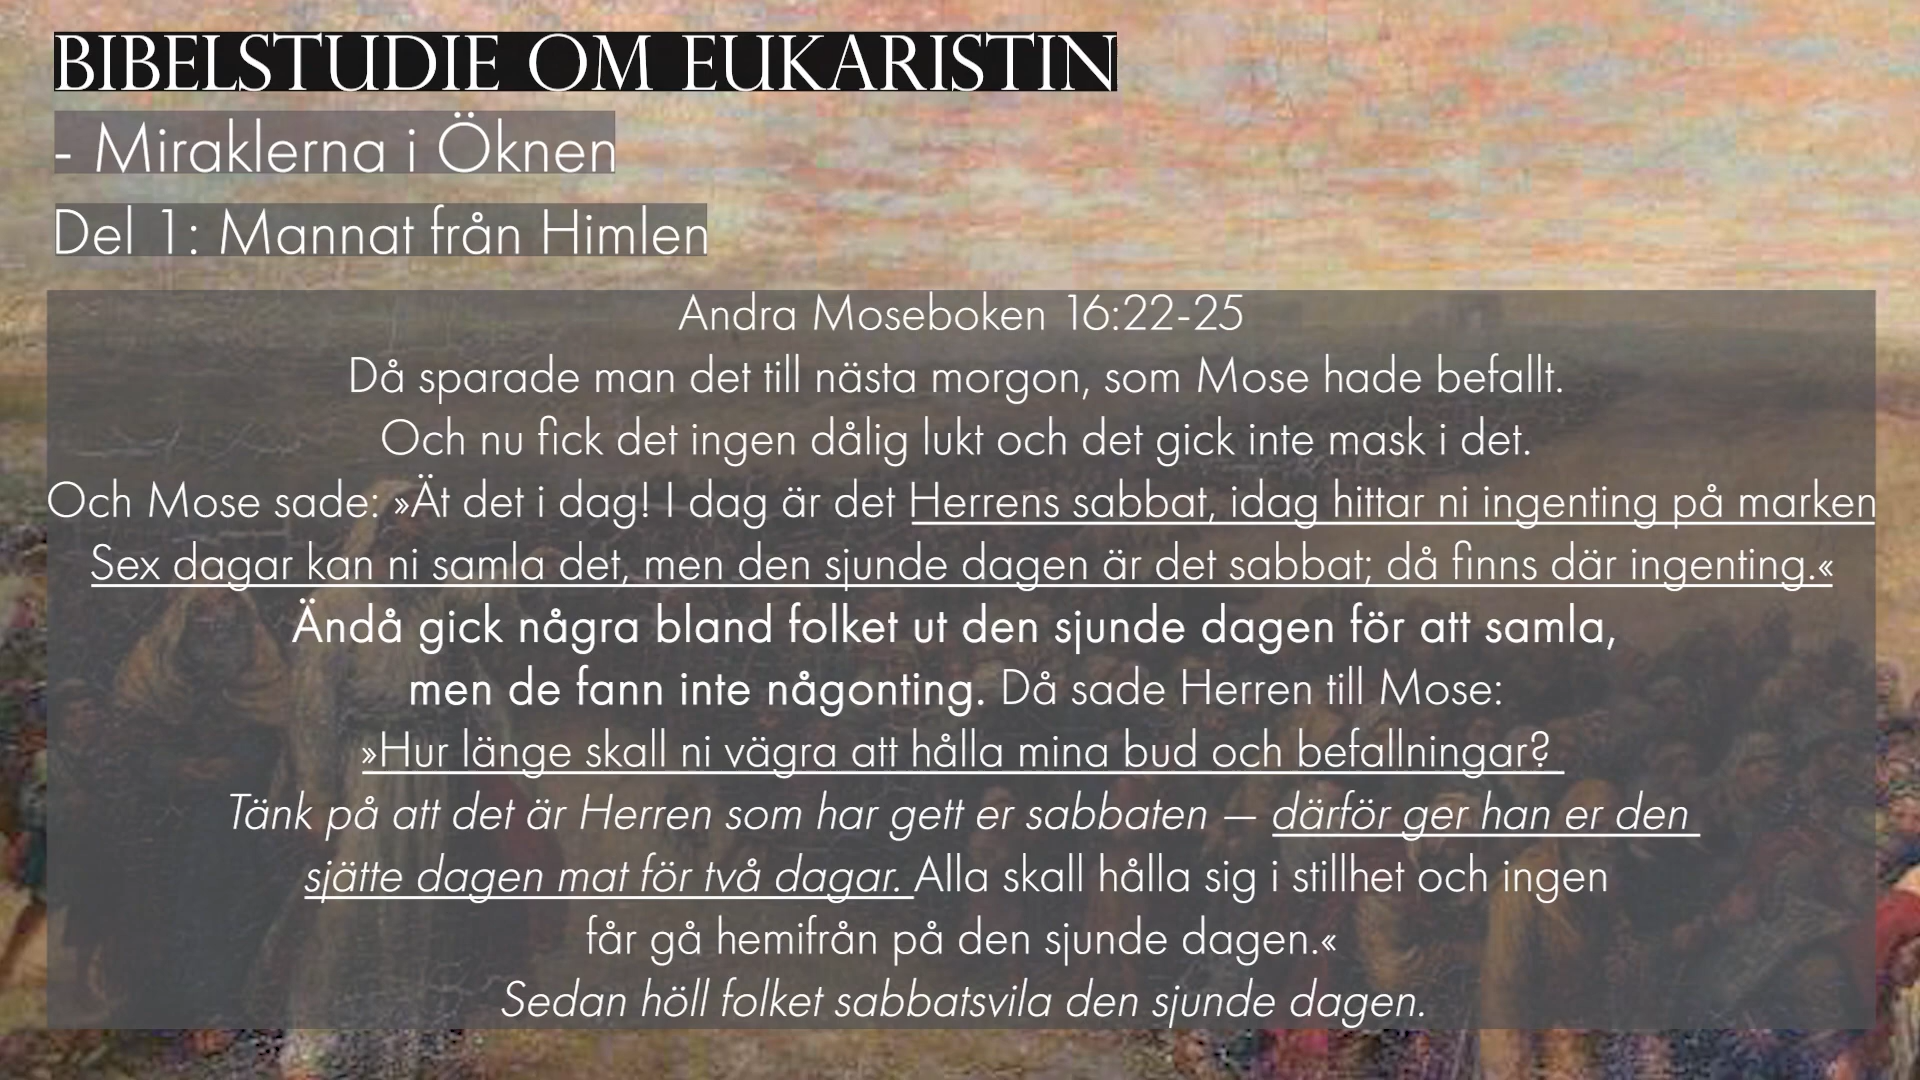 BIBELSTUDIE OM EUKARISTIN
- Miraklerna i Öknen
Del 1: Mannat från Himlen
Andra Moseboken 16:22-25
Då sparade man det till nästa morgon, som Mose hade befallt.
Och nu fick det ingen dålig lukt och det gick inte mask i det.
Och Mose sade: »Ät det i dag! I dag är det Herrens sabbat, idag hittar ni ingenting på marken
Sex dagar kan ni samla det, men den sjunde dagen är det sabbat; då finns där ingenting.«
Ändå gick några bland folket ut den sjunde dagen för att samla,
men de fann inte någonting. Då sade Herren till Mose:
»Hur länge skall ni vägra att hålla mina bud och befallningar?
Tänk på att det är Herren som har gett er sabbaten — därför ger han er den
sjätte dagen mat för två dagar. Alla skall hålla sig i stillhet och ingen
får gå hemifrån på den sjunde dagen.«
Sedan höll folket sabbatsvila den sjunde dagen.